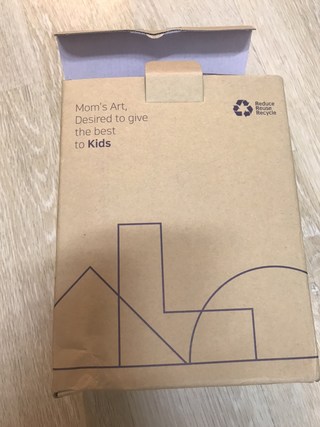 Mom's Art,
Desired to give
the best
to Kids
Reduce
Reuse
Recycle